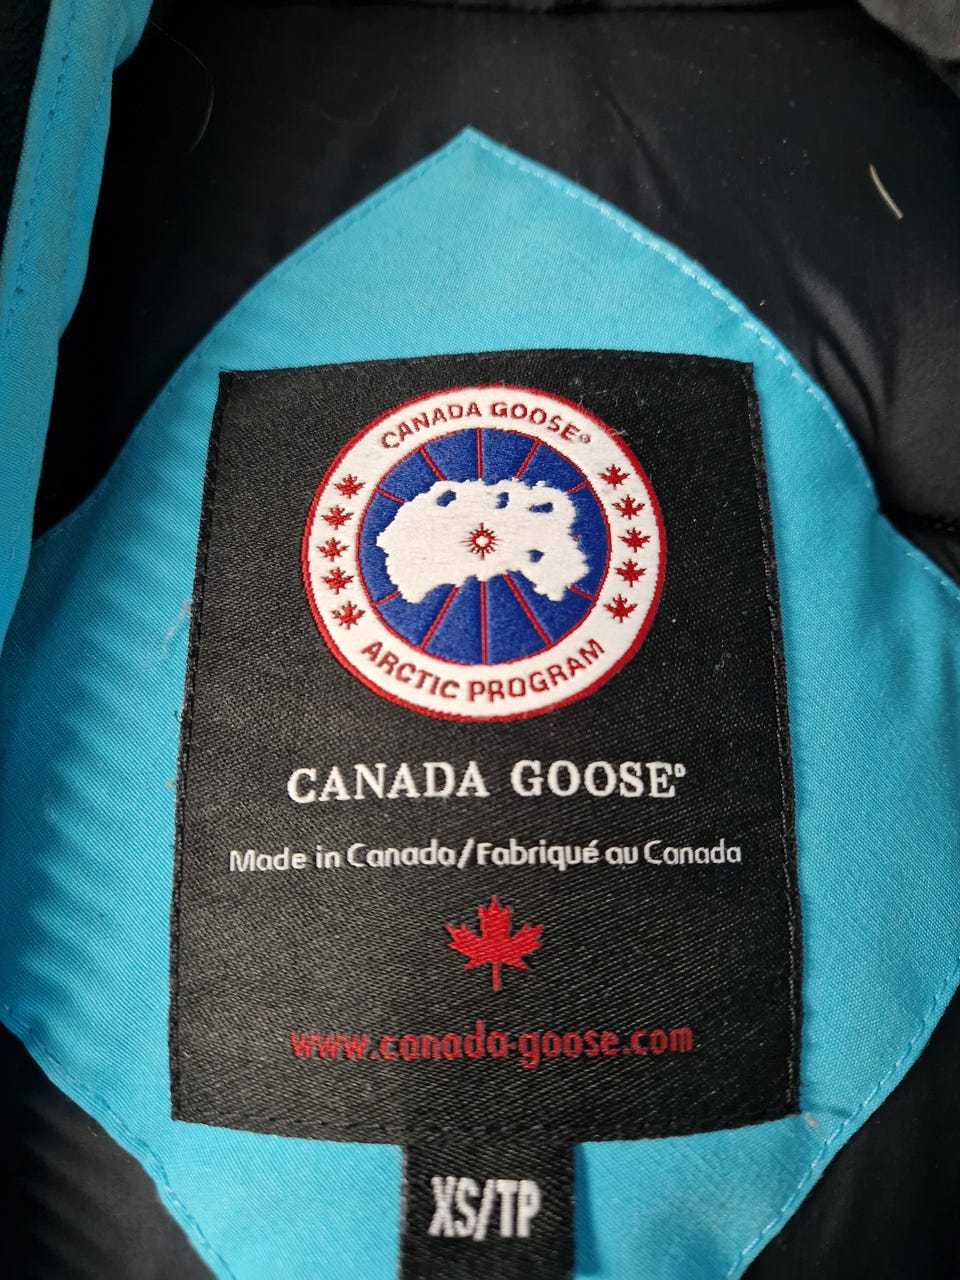 CANADA GOOSE®
ARCTIC PROGRAM
CANADA GOOSE®
Made in Canada/Fabriqué au Canada
www.canada-goose.com
XS/TP